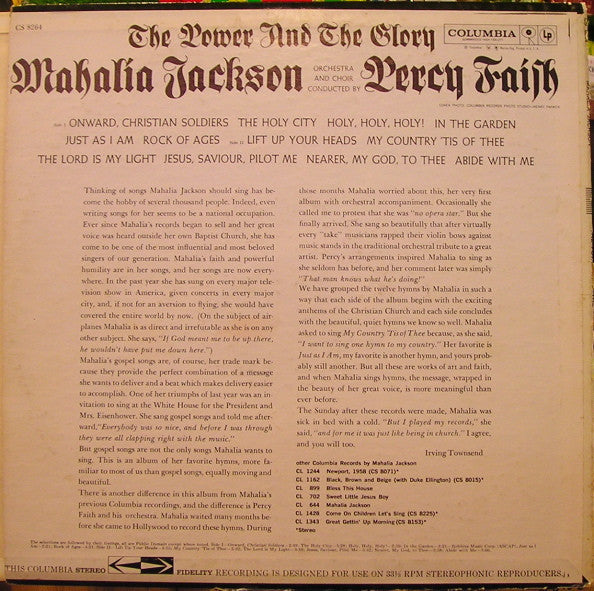 CS 8264
The Power And The Glory
COLUMBIA
LP
Mahalia Jackson ORCHESTRA AND CHOIR CONDUCTED BY Percy Faith
SIDE 1 ONWARD, CHRISTIAN SOLDIERS THE HOLY CITY HOLY, HOLY, HOLY! IN THE GARDEN
JUST AS I AM ROCK OF AGES SIDE II LIFT UP YOUR HEADS MY COUNTRY 'TIS OF THEE
THE LORD IS MY LIGHT JESUS, SAVIOUR, PILOT ME NEARER, MY GOD, TO THEE ABIDE WITH ME
Thinking of songs Mahalia Jackson should sing has be-
come the hobby of several thousand people. Indeed, even
writing songs for her seems to be a national occupation.
Ever since Mahalia's records began to sell and her great
voice was heard outside her own Baptist Church, she has
come to be one of the most influential and most beloved
singers of our generation. Mahalia's faith and powerful
humility are in her songs, and her songs are now every-
where. In the past year she has sung on every major tele-
vision show in America, given concerts in every major
city, and, if not for an aversion to flying, she would have
covered the entire world by now. (On the subject of air-
planes Mahalia is as direct and irrefutable as she is on any
other subject. She says, "If God meant me to be up there,
he wouldn't have put me down here.")
Mahalia's gospel songs are, of course, her trade mark be-
cause they provide the perfect combination of a message
she wants to deliver and a beat which makes delivery easier
to accomplish. One of her triumphs of last year was an in-
vitation to sing at the White House for the President and
Mrs. Eisenhower. She sang gospel songs and told me after-
ward, "Everybody was so nice, and before I was through
they were all clapping right with the music."
But gospel songs are not the only songs Mahalia wants to
sing. This is an album of her favorite hymns, more fa-
miliar to most of us than gospel songs, equally moving and
beautiful.
There is another difference in this album from Mahalia's
previous Columbia recordings, and the difference is Percy
Faith and his orchestra. Mahalia waited many months be-
fore she came to Hollywood to record these hymns. During
those months Mahalia worried about this, her very first
album with orchestral accompaniment. Occasionally she
called me to protest that she was "no opera star." But she
finally arrived. She sang so beautifully that after virtually
every "take" musicians rapped their violin bows against
music stands in the traditional orchestral tribute to a great
artist. Percy's arrangements inspired Mahalia to sing as
she seldom has before, and her comment later was simply
"That man knows what he's doing!"
We have grouped the twelve hymns by Mahalia in such a
way that each side of the album begins with the exciting
anthems of the Christian Church and each side concludes
with the beautiful, quiet hymns we know so well. Mahalia
asked to sing My Country 'Tis of Thee because, as she said,
"I want to sing one hymn to my country." Her favorite is
Just as I Am, my favorite is another hymn, and yours prob-
ably still another. But all these are works of art and faith,
and when Mahalia sings hymns, the message, wrapped in
the beauty of her great voice, is more meaningful than
ever before.
The Sunday after these records were made, Mahalia was
sick in bed with a cold. "But I played my records," she
said, "and for me it was just like being in church." I agree,
and you will too.
Irving Townsend
other Columbia Records by Mahalia Jackson
CL 1244 Newport, 1958 (CS 8071)*
CL 1162 Black, Brown and Beige (with Duke Ellington) (CS 8015)*
CL 899 Bless This House
CL 702 Sweet Little Jesus Boy
CL 644 Mahalia Jackson
CL 1428 Come On Children Let's Sing (CS 8225)*
CL 1343 Great Gettin' Up Morning (CS 8153)*
*Stereo
THIS COLUMBIA STEREO FIDELITY RECORDING IS DESIGNED FOR USE ON 33⅓ RPM STEREOPHONIC REPRODUCERS